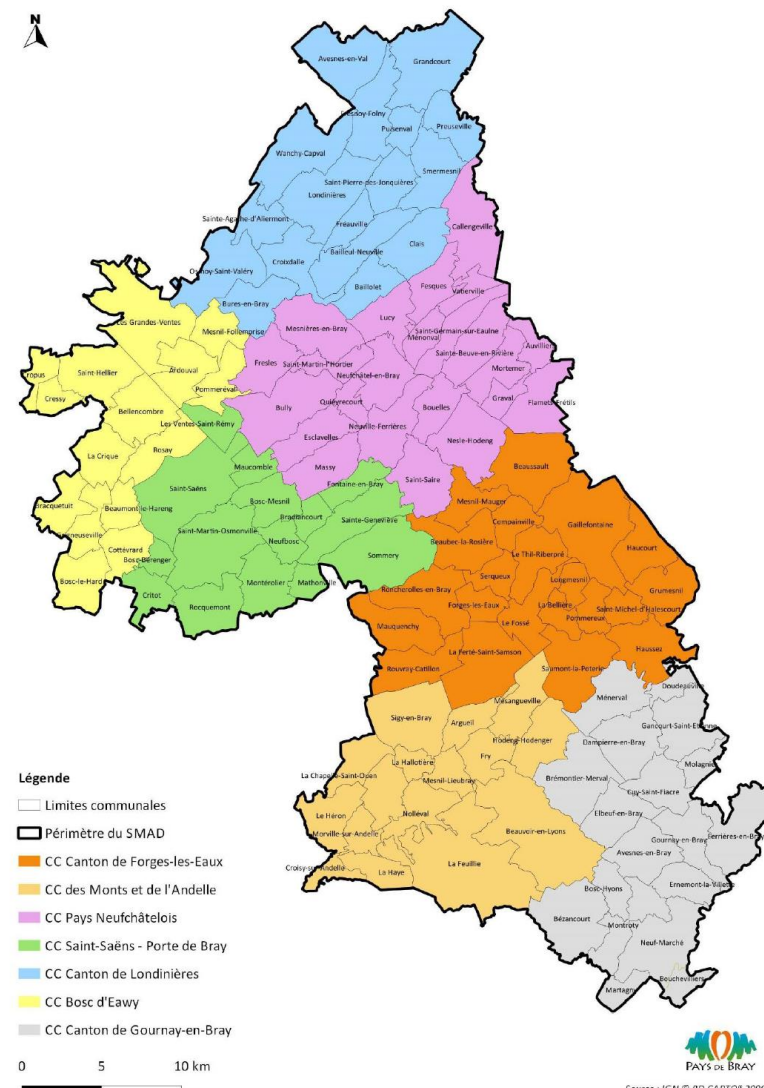 N
Avesnes-en-Val
Grandcourt
Puisenval
Preuseville
Wanchy-Capval
Smermesnil
Saint-Pierre-des-Jonquières
Londinières
Callengeville
Sainte-Agathe-d'Aliermont
Fréauville
Clais
Croixdalle
Bailleul-Neuville
Fesques
Baillolet
Vatierville
Bures-en-Bray
Lucy
Les Grandes-Ventes
Mesnil-Follemprise
Mesnières-en-Bray
Saint-Germain-sur-Eaulne
Ménonval
Auvilliers
Sainte-Beuve-en-Rivière
Fresles
Saint-Martin-l'Hortier
Mortemer
Ardouval
Saint-Hellier
Neufchâtel-en-Bray
Pommeréval
Graval
Cressy
Quiévrecourt
Flamets-Frétils
Bully
Bouelles
Bellencombre
Les Ventes-Saint-Rémy
Neuville-Ferrières
Esclavelles
Nesle-Hodeng
Rosay
La Crique
Maucomble
Massy
Saint-Saire
Fontaine-en-Bray
Saint-Saëns
Bosc-Mesnil
Mesnil-Mauger
Gaillefontaine
Beaumont-le-Hareng
Bradiancourt
Sainte-Geneviève
Compainville
Saint-Martin-Osmonville
Neufbosc
Beaubec-la-Rosière
Cottévrard
Le Thil-Riberpré
Haucourt
Bosc-Bérenger
Sommery
Serqueux
Longmesnil
Mathonville
Montérolier
Grumesnil
Critot
Roncherolles-en-Bray
Bosc-le-Hard
Rocquemont
Forges-les-Eaux
La Bellière
Saint-Michel-d'Halescourt
Pommereux
Mauquenchy
Le Fossé
Haussez
La Ferté-Saint-Samson
Rouvray-Catillon
Saumont-la-Poterie
Ménerval
Doudeauville
Mésangueville
Sigy-en-Bray
Argueil
Gancourt-Saint-Etienne
Hodeng-Hodenger
Dampierre-en-Bray
Fry
Molagnies
La Hallotière
La Chapelle-Saint-Ouen
Mesnil-Lieubray
Brémontier-Merval
Cuy-Saint-Fiacre
Le Héron
Nolléval
Elbeuf-en-Bray
Morville-sur-Andelle
Beauvoir-en-Lyons
Gournay-en-Bray
Ferrières-en-Bray
Avesnes-en-Bray
Croisy-sur-Andelle
La Feuillie
La Haye
Ernemont-la-Villette
Bosc-Hyons
Bézancourt
Montroty
Neuf-Marché
Bouchevilliers
Martagny
Légende
Limites communales
Périmètre du SMAD
CC Canton de Forges-les-Eaux
CC des Monts et de l'Andelle
CC Pays Neufchâtelois
CC Saint-Saëns - Porte de Bray
CC Canton de Londinières
CC Bosc d'Eawy
CC Canton de Gournay-en-Bray
0 5 10 km
PAYS DE BRAY